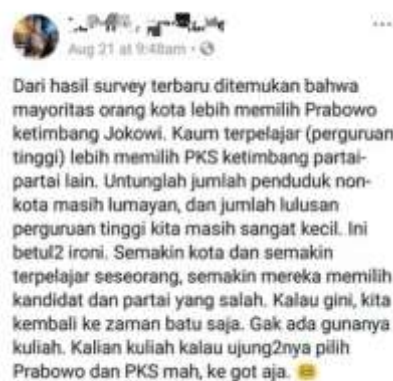 Aug 21 at 9:48am
Dari hasil survey terbaru ditemukan bahwa
mayoritas orang kota lebih memilih Prabowo
ketimbang Jokowi. Kaum terpelajar (perguruan
tinggi) lebih memilih PKS ketimbang partai-
partai lain. Untunglah jumlah penduduk non-
kota masih lumayan, dan jumlah lulusan
perguruan tinggi kita masih sangat kecil. Ini
betul2 ironi. Semakin kota dan semakin
terpelajar seseorang, semakin mereka memilih
kandidat dan partai yang salah. Kalau gini, kita
kembali ke zaman batu saja. Gak ada gunanya
kuliah. Kalian kuliah kalau ujung2nya pilih
Prabowo dan PKS mah, ke got aja.